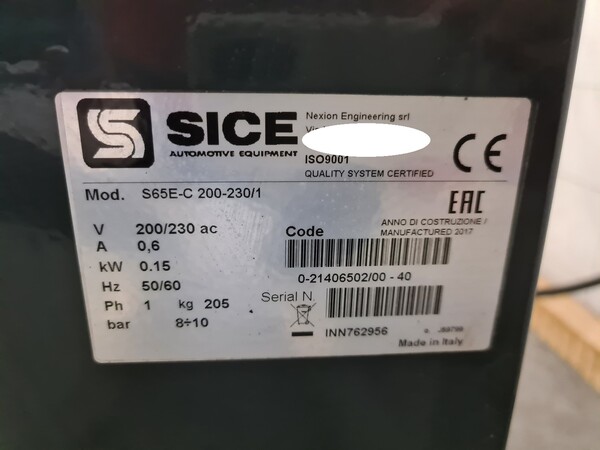 S SICE
AUTOMOTIVE EQUIPMENT
Nexion Engineering srl
ISO9001
QUALITY SYSTEM CERTIFIED
CE
Mod. S65E-C 200-230/1
EAC
ANNO DI COSTRUZIONE /
MANUFACTURED 2017
V 200/230 ac
A 0,6
kW 0.15
Hz 50/60
Ph 1 kg 205
bar 8÷10
Code
0-21406502/00 - 40
Serial N.
INN762956
Made in Italy